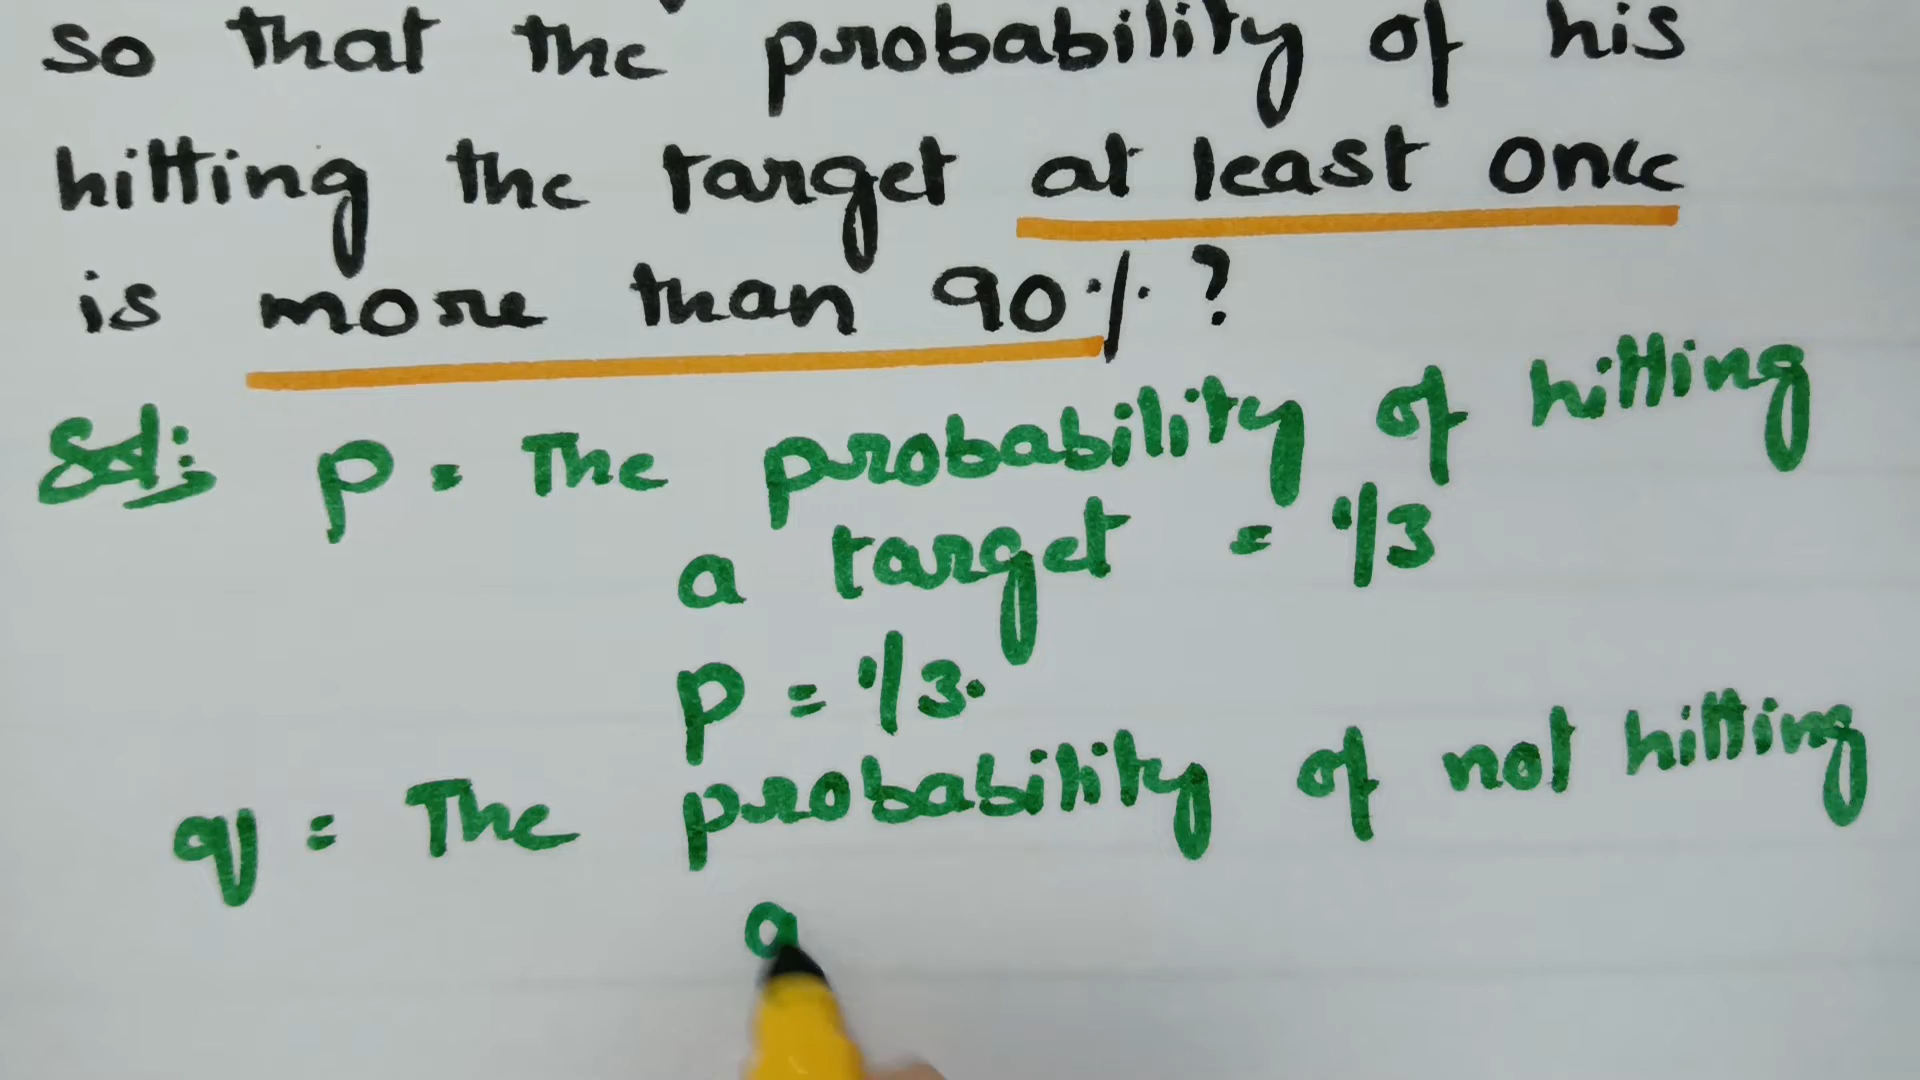 so that the probability of his
hitting the target at least once
is more than 90%?
Sol: p = The probability of hitting
a target = 1/3
p = 1/3.
q = The probability of not hitting
a